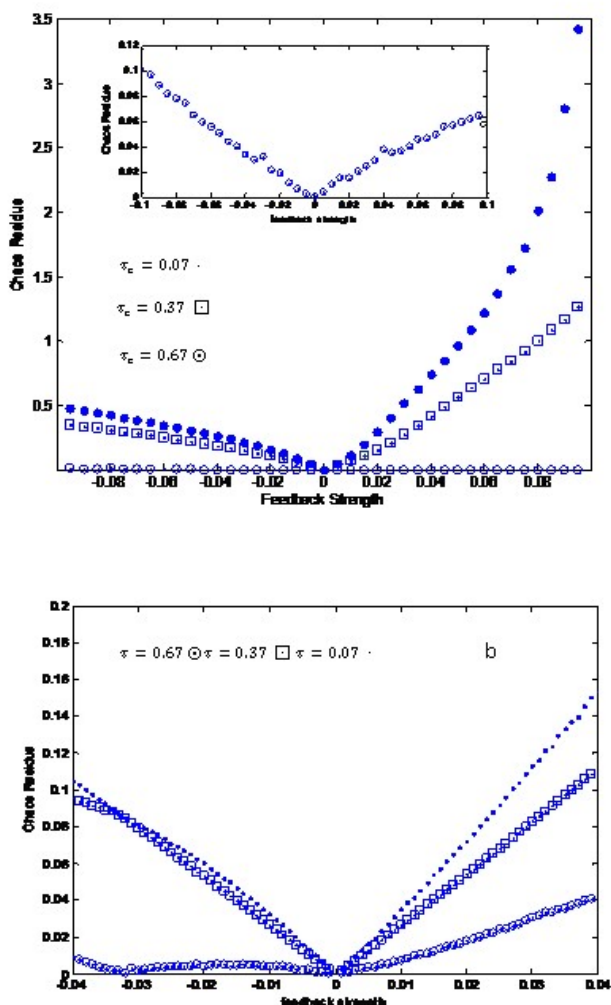 3.5
3
2.5
2
1.5
1
0.5
Chaos Residue
0.12
0.1
0.08
0.06
0.04
0.02
0
Chaos Residue
-0.1 -0.08 -0.06 -0.04 -0.02 0 0.02 0.04 0.06 0.08 0.1
feedback strength
τc = 0.07
τc = 0.37
τc = 0.67
-0.08 -0.06 -0.04 -0.02 0 0.02 0.04 0.06 0.08
Feedback Strength
0.2
0.18
0.16
0.14
0.12
0.1
0.08
0.06
0.04
0.02
0
Chaos Residue
τ = 0.67 τ = 0.37 τ = 0.07 b
-0.04 -0.03 -0.02 -0.01 0 0.01 0.02 0.03 0.04
feedback strength